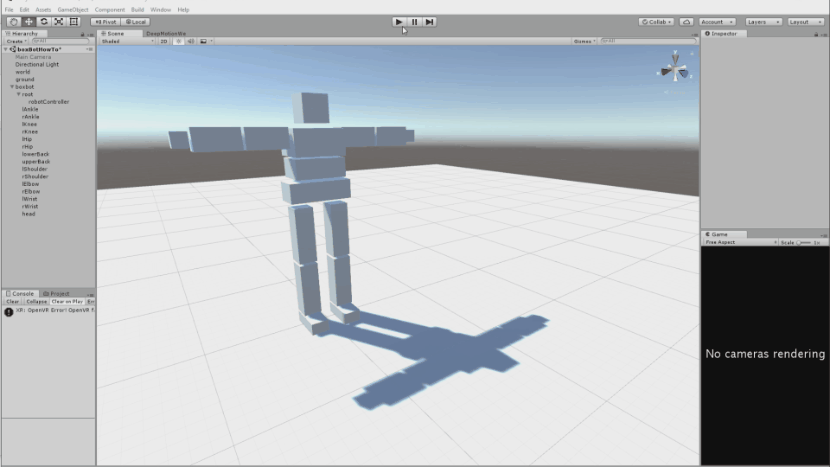 File Edit Assets GameObject Component Build Window Help
Pivot Local
Collab Account Layers Layout
Hierarchy
Create
boxBotHowTo*
Main Camera
Directional Light
world
ground
boxbot
root
robotController
lAnkle
rAnkle
lKnee
rKnee
lHip
rHip
lowerBack
upperBack
lShoulder
rShoulder
lElbow
rElbow
lWrist
rWrist
head
Scene
Shaded 2D
Gizmos
Inspector
Console Project
Clear Collapse Clear on Play
XR: OpenVR Error! OpenVR f
Game
Free Aspect Scale 1x
No cameras rendering